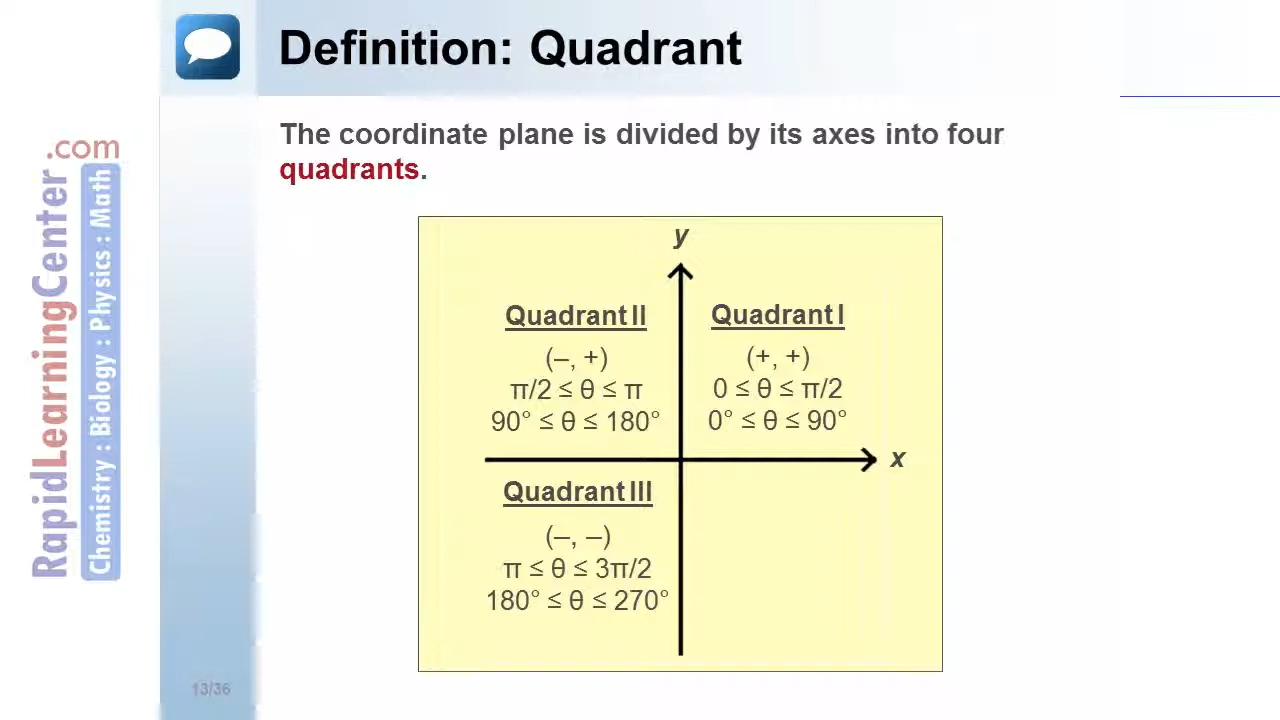 Definition: Quadrant
The coordinate plane is divided by its axes into four
quadrants.
y
Quadrant II
(–, +)
π/2 ≤ θ ≤ π
90° ≤ θ ≤ 180°
Quadrant I
(+, +)
0 ≤ θ ≤ π/2
0° ≤ θ ≤ 90°
x
Quadrant III
(–, –)
π ≤ θ ≤ 3π/2
180° ≤ θ ≤ 270°
RapidLearningCenter.com
Chemistry : Biology : Physics : Math
13/36